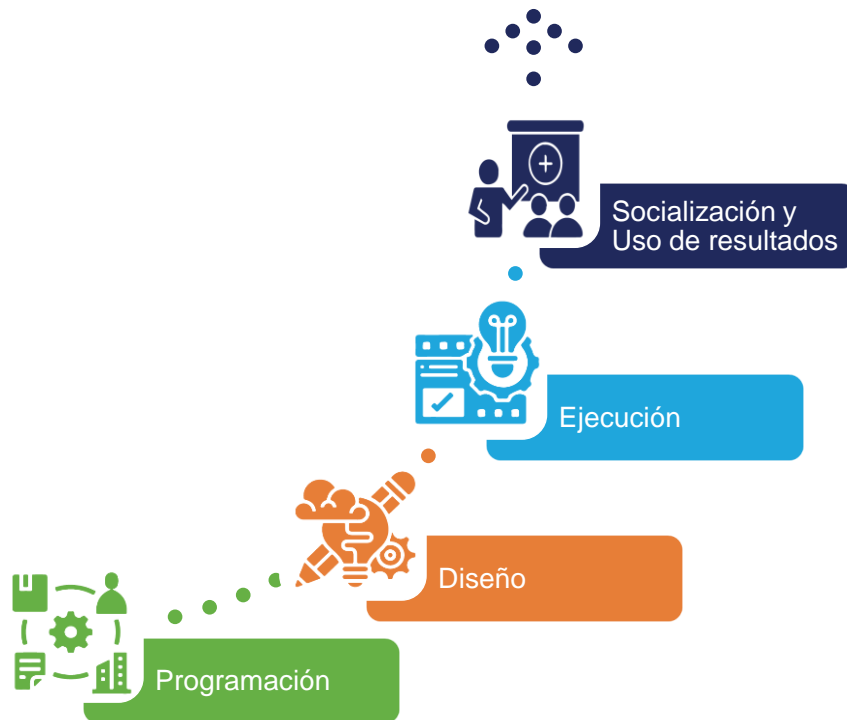 Socialización y
Uso de resultados
Ejecución
Diseño
Programación